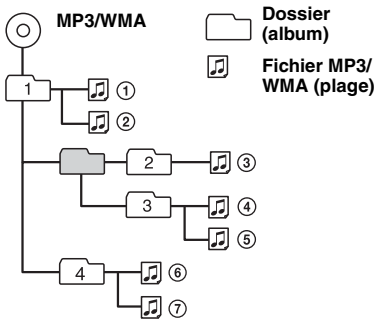 MP3/WMA
Dossier
(album)
Fichier MP3/
WMA (plage)
1
①
②
2
③
3
④
⑤
4
⑥
⑦